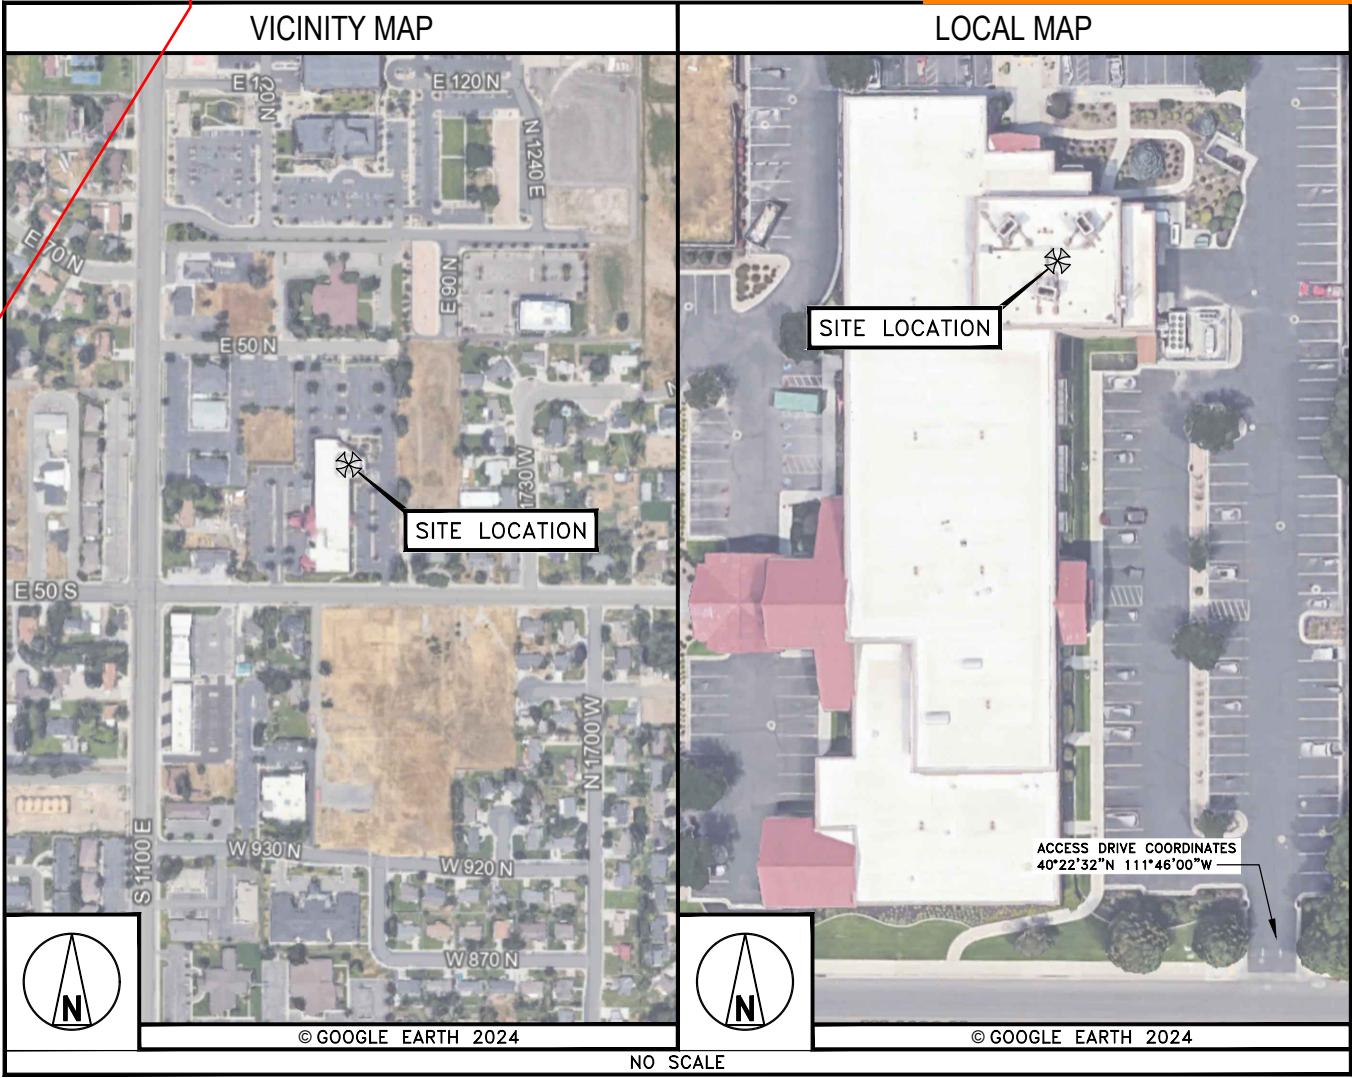 VICINITY MAP
LOCAL MAP
E 120 N
E 120 N
N 1240 E
E 70 N
E 90 N
E 50 N
SITE LOCATION
1730 W
SITE LOCATION
E 50 S
N 1700 W
S 1100 E
W 930 N
W 920 N
W 870 N
ACCESS DRIVE COORDINATES
40°22'32"N 111°46'00"W
N
N
© GOOGLE EARTH 2024
© GOOGLE EARTH 2024
NO SCALE